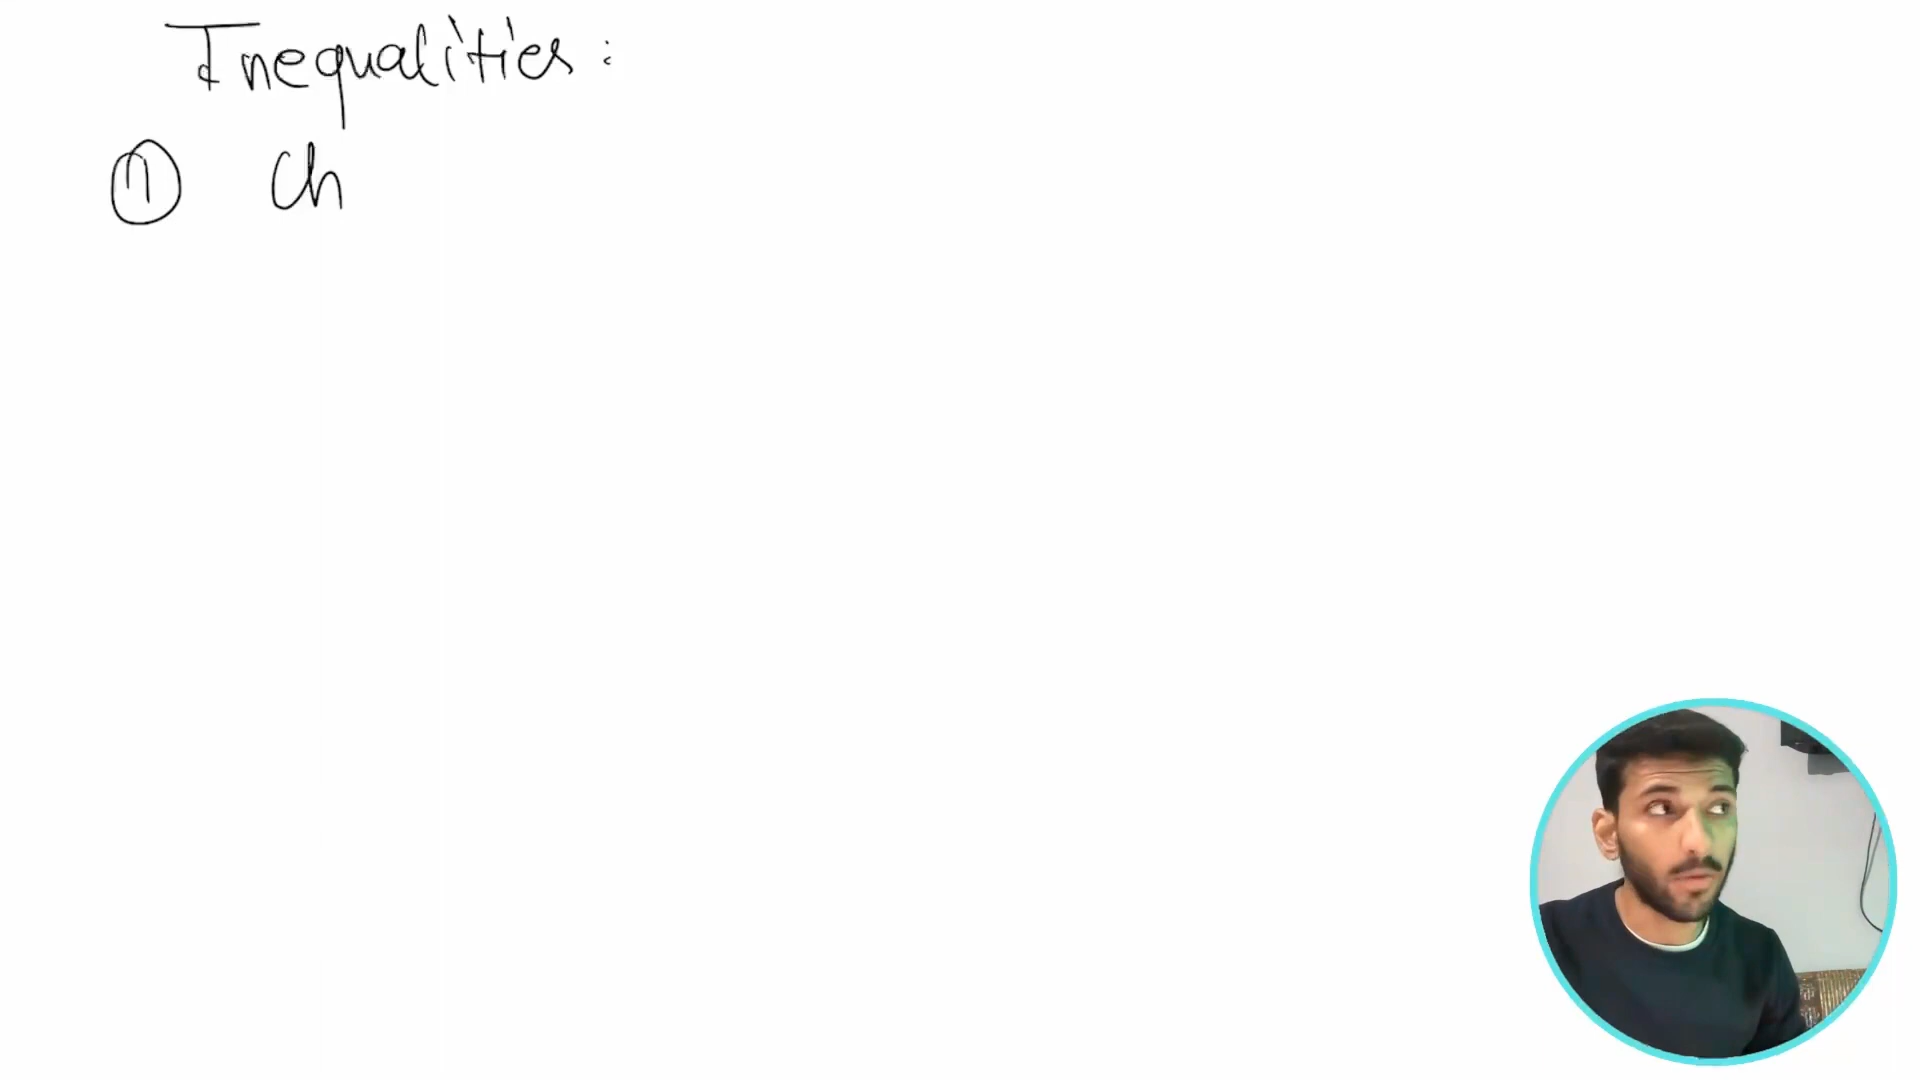 Inequalities :
① Ch